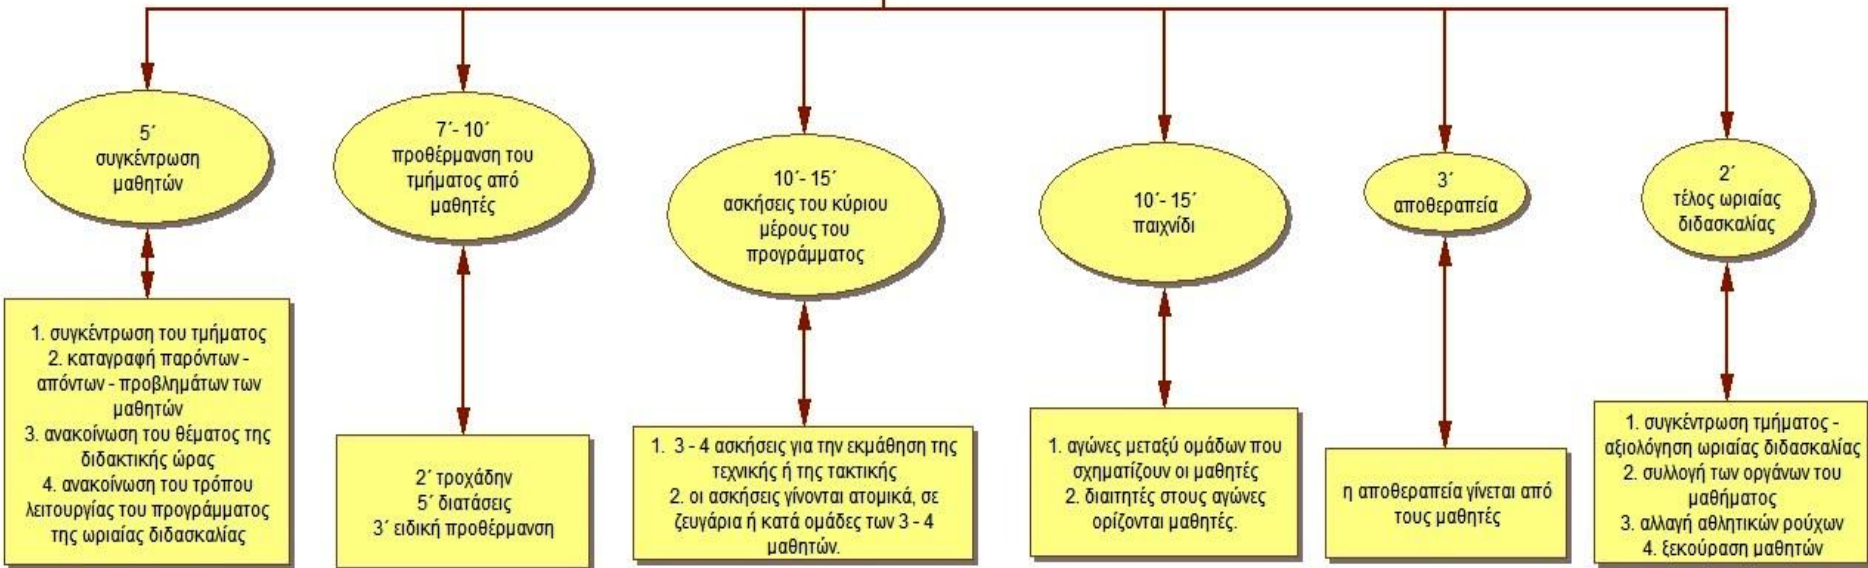 5΄
συγκέντρωση
μαθητών
7΄- 10΄
προθέρμανση του
τμήματος από
μαθητές
10΄- 15΄
ασκήσεις του κύριου
μέρους του
προγράμματος
10΄- 15΄
παιχνίδι
3΄
αποθεραπεία
2΄
τέλος ωριαίας
διδασκαλίας
1. συγκέντρωση του τμήματος
2. καταγραφή παρόντων -
απόντων - προβλημάτων των
μαθητών
3. ανακοίνωση του θέματος της
διδακτικής ώρας
4. ανακοίνωση του τρόπου
λειτουργίας του προγράμματος
της ωριαίας διδασκαλίας
2΄ τροχάδην
5΄ διατάσεις
3΄ ειδική προθέρμανση
1. 3 - 4 ασκήσεις για την εκμάθηση της
τεχνικής ή της τακτικής
2. οι ασκήσεις γίνονται ατομικά, σε
ζευγάρια ή κατά ομάδες των 3 - 4
μαθητών.
1. αγώνες μεταξύ ομάδων που
σχηματίζουν οι μαθητές
2. διαιτητές στους αγώνες
ορίζονται μαθητές.
η αποθεραπεία γίνεται από
τους μαθητές
1. συγκέντρωση τμήματος -
αξιολόγηση ωριαίας διδασκαλίας
2. συλλογή των οργάνων του
μαθήματος
3. αλλαγή αθλητικών ρούχων
4. ξεκούραση μαθητών